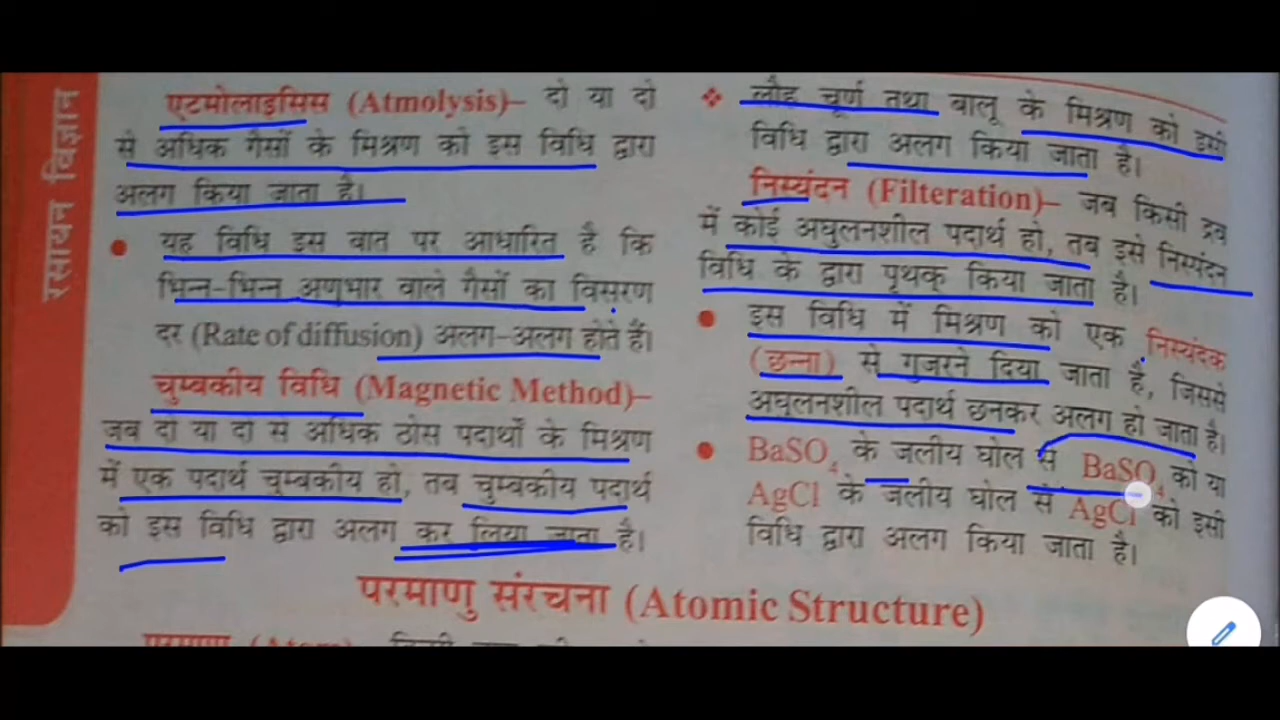 रसायन विज्ञान
एटमोलाइसिस (Atmolysis)– दो या दो
से अधिक गैसों के मिश्रण को इस विधि द्वारा
अलग किया जाता है।
● यह विधि इस बात पर आधारित है कि
भिन्न-भिन्न अणुभार वाले गैसों का विसरण
दर (Rate of diffusion) अलग-अलग होते हैं।
चुम्बकीय विधि (Magnetic Method)–
जब दो या दो से अधिक ठोस पदार्थों के मिश्रण
में एक पदार्थ चुम्बकीय हो, तब चुम्बकीय पदार्थ
को इस विधि द्वारा अलग कर लिया जाता है।
❖ लौह चूर्ण तथा बालू के मिश्रण को इसी
विधि द्वारा अलग किया जाता है।
निस्यंदन (Filteration)– जब किसी द्रव
में कोई अघुलनशील पदार्थ हो, तब इसे निस्यंदन
विधि के द्वारा पृथक् किया जाता है।
● इस विधि में मिश्रण को एक निस्यंदक
(छन्ना) से गुजरने दिया जाता है, जिससे
अघुलनशील पदार्थ छनकर अलग हो जाता है।
● BaSO₄ के जलीय घोल से BaSO₄ को या
AgCl के जलीय घोल से AgCl को इसी
विधि द्वारा अलग किया जाता है।
परमाणु संरचना (Atomic Structure)